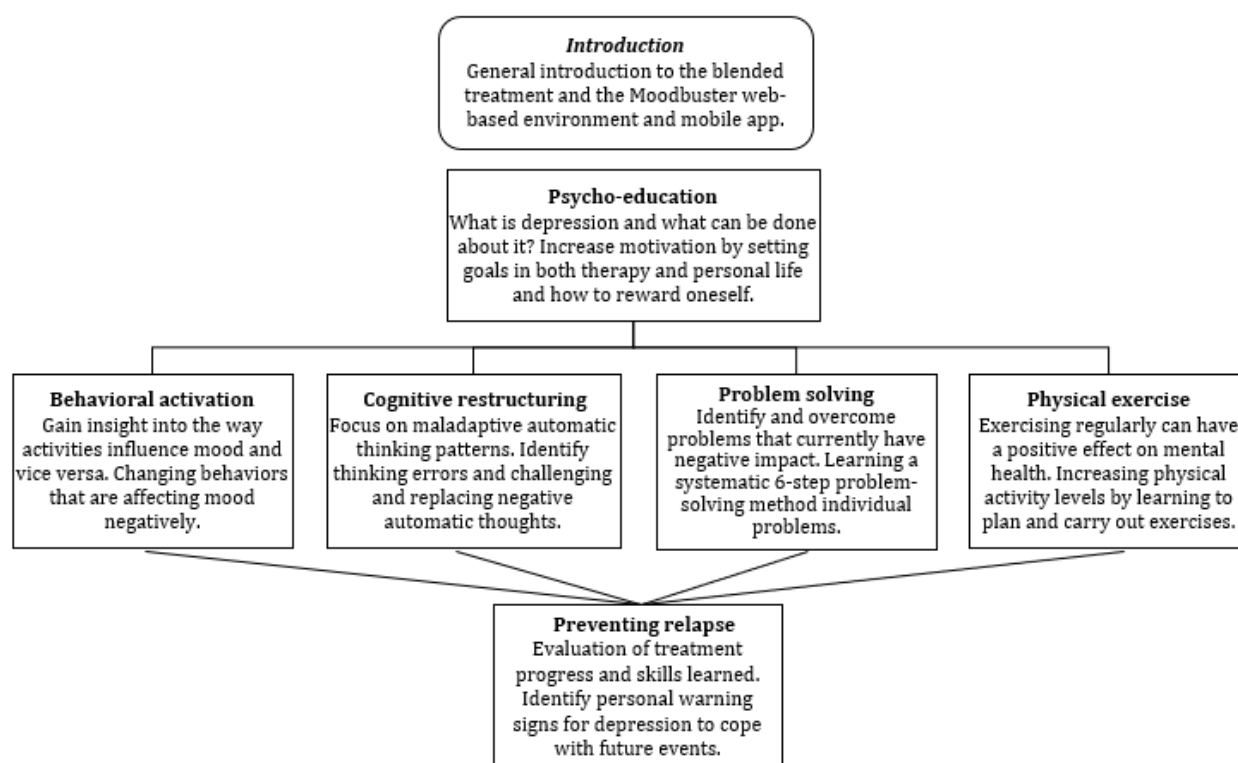 Introduction
General introduction to the blended
treatment and the Moodbuster web-
based environment and mobile app.
Psycho-education
What is depression and what can be done
about it? Increase motivation by setting
goals in both therapy and personal life
and how to reward oneself.
Behavioral activation
Gain insight into the way
activities influence mood and
vice versa. Changing behaviors
that are affecting mood
negatively.
Cognitive restructuring
Focus on maladaptive automatic
thinking patterns. Identify
thinking errors and challenging
and replacing negative
automatic thoughts.
Problem solving
Identify and overcome
problems that currently have
negative impact. Learning a
systematic 6-step problem-
solving method individual
problems.
Physical exercise
Exercising regularly can have
a positive effect on mental
health. Increasing physical
activity levels by learning to
plan and carry out exercises.
Preventing relapse
Evaluation of treatment
progress and skills learned.
Identify personal warning
signs for depression to cope
with future events.